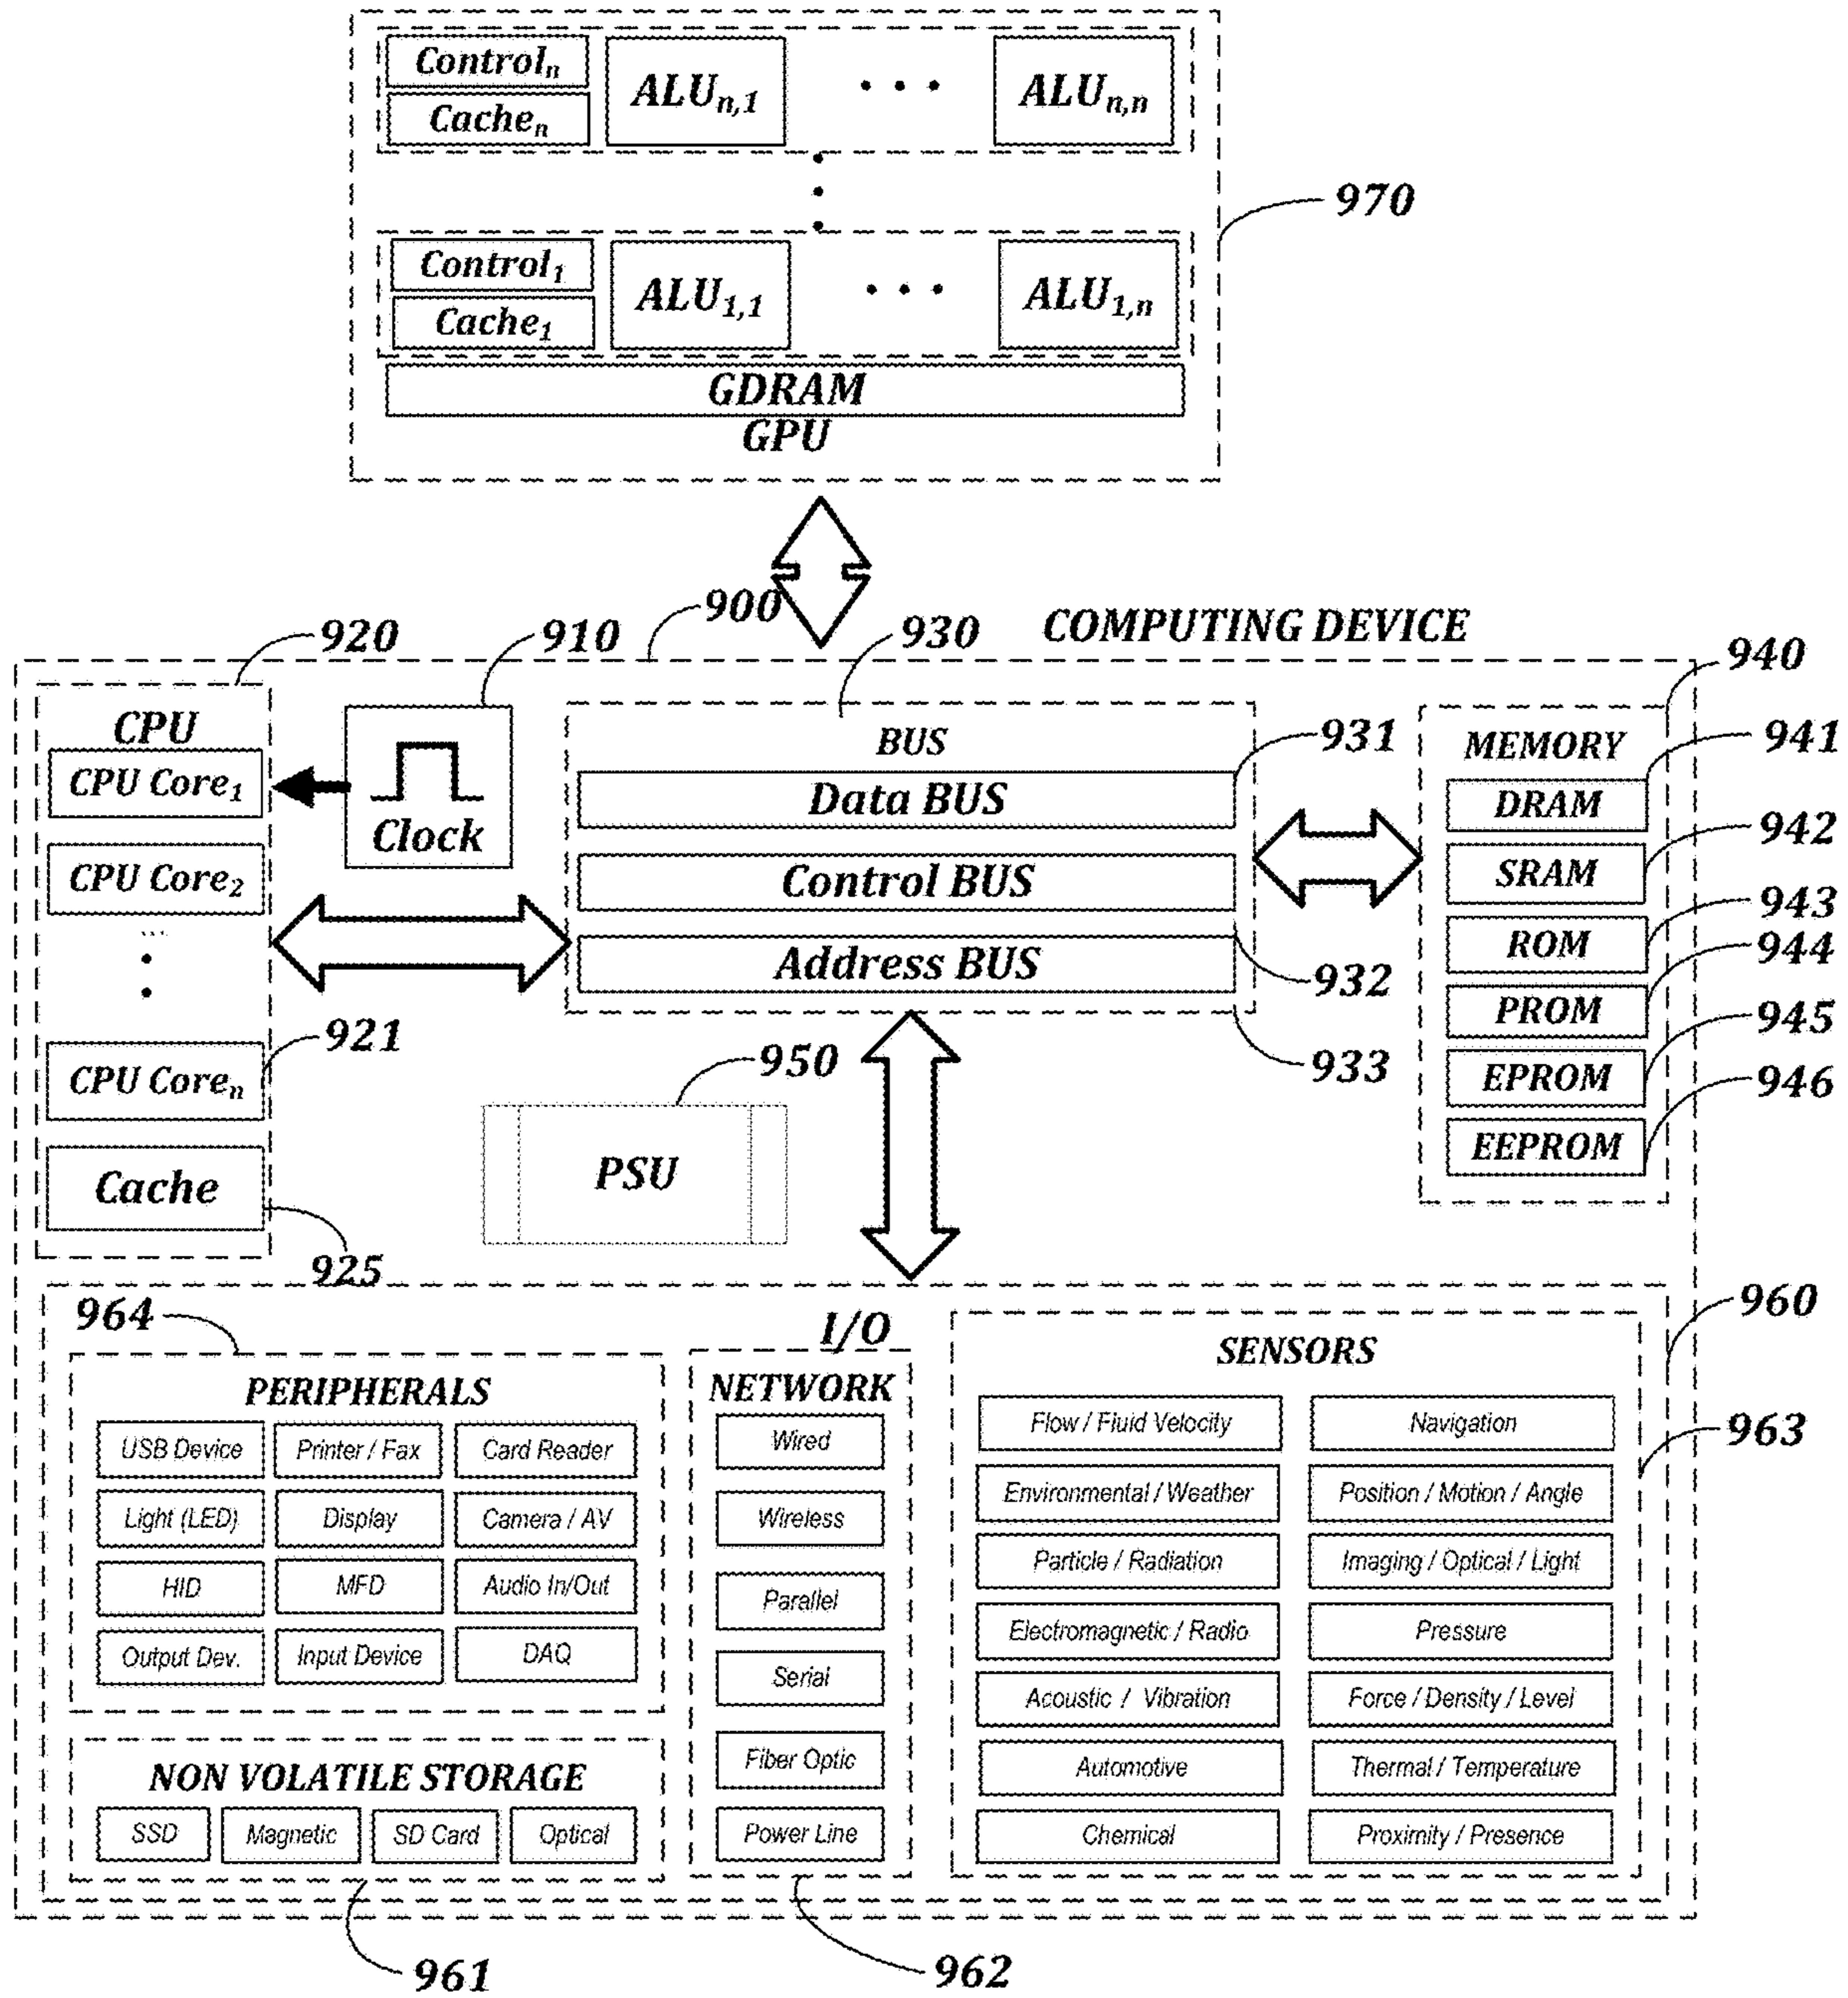 Controlₙ
Cacheₙ
ALUₙ,₁
• • •
ALUₙ,ₙ
970
Control₁
Cache₁
ALU₁,₁
• • •
ALU₁,ₙ
GDRAM
GPU
900
COMPUTING DEVICE
920
910
930
940
CPU
CPU Core₁
CPU Core₂
...
CPU Coreₙ
921
Cache
925
Clock
BUS
Data BUS
931
Control BUS
932
Address BUS
933
MEMORY
DRAM
941
SRAM
942
ROM
943
PROM
944
EPROM
945
EEPROM
946
950
PSU
960
I/O
964
PERIPHERALS
USB Device
Printer / Fax
Card Reader
Light (LED)
Display
Camera / AV
HID
MFD
Audio In/Out
Output Dev.
Input Device
DAQ
NON VOLATILE STORAGE
SSD
Magnetic
SD Card
Optical
961
NETWORK
Wired
Wireless
Parallel
Serial
Fiber Optic
Power Line
962
SENSORS
963
Flow / Fluid Velocity
Navigation
Environmental / Weather
Position / Motion / Angle
Particle / Radiation
Imaging / Optical / Light
Electromagnetic / Radio
Pressure
Acoustic / Vibration
Force / Density / Level
Automotive
Thermal / Temperature
Chemical
Proximity / Presence